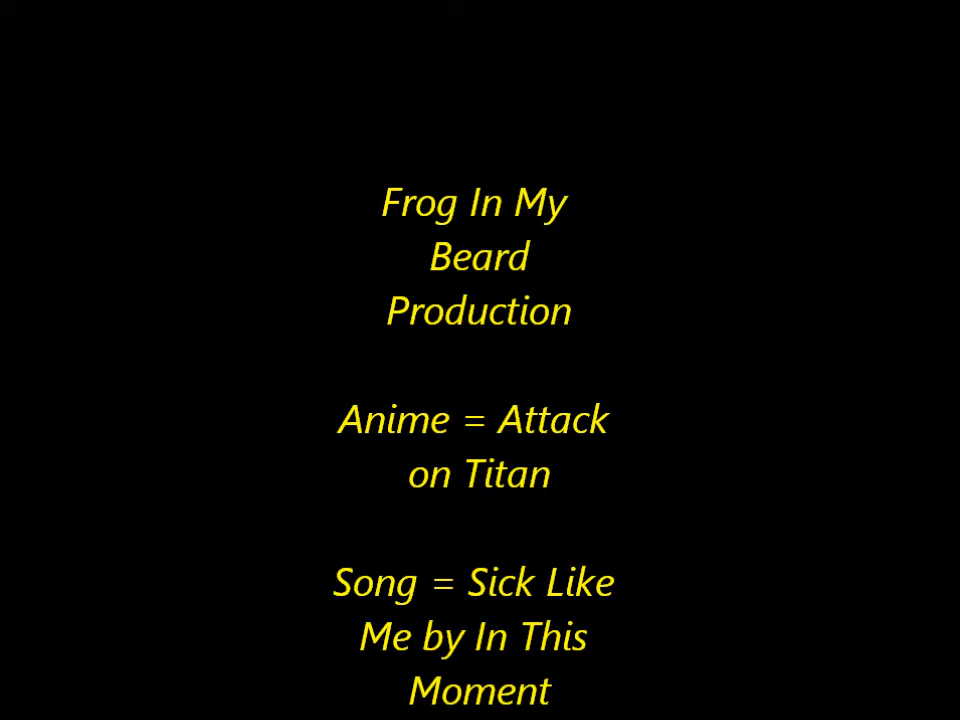 Frog In My
Beard
Production
Anime = Attack
on Titan
Song = Sick Like
Me by In This
Moment